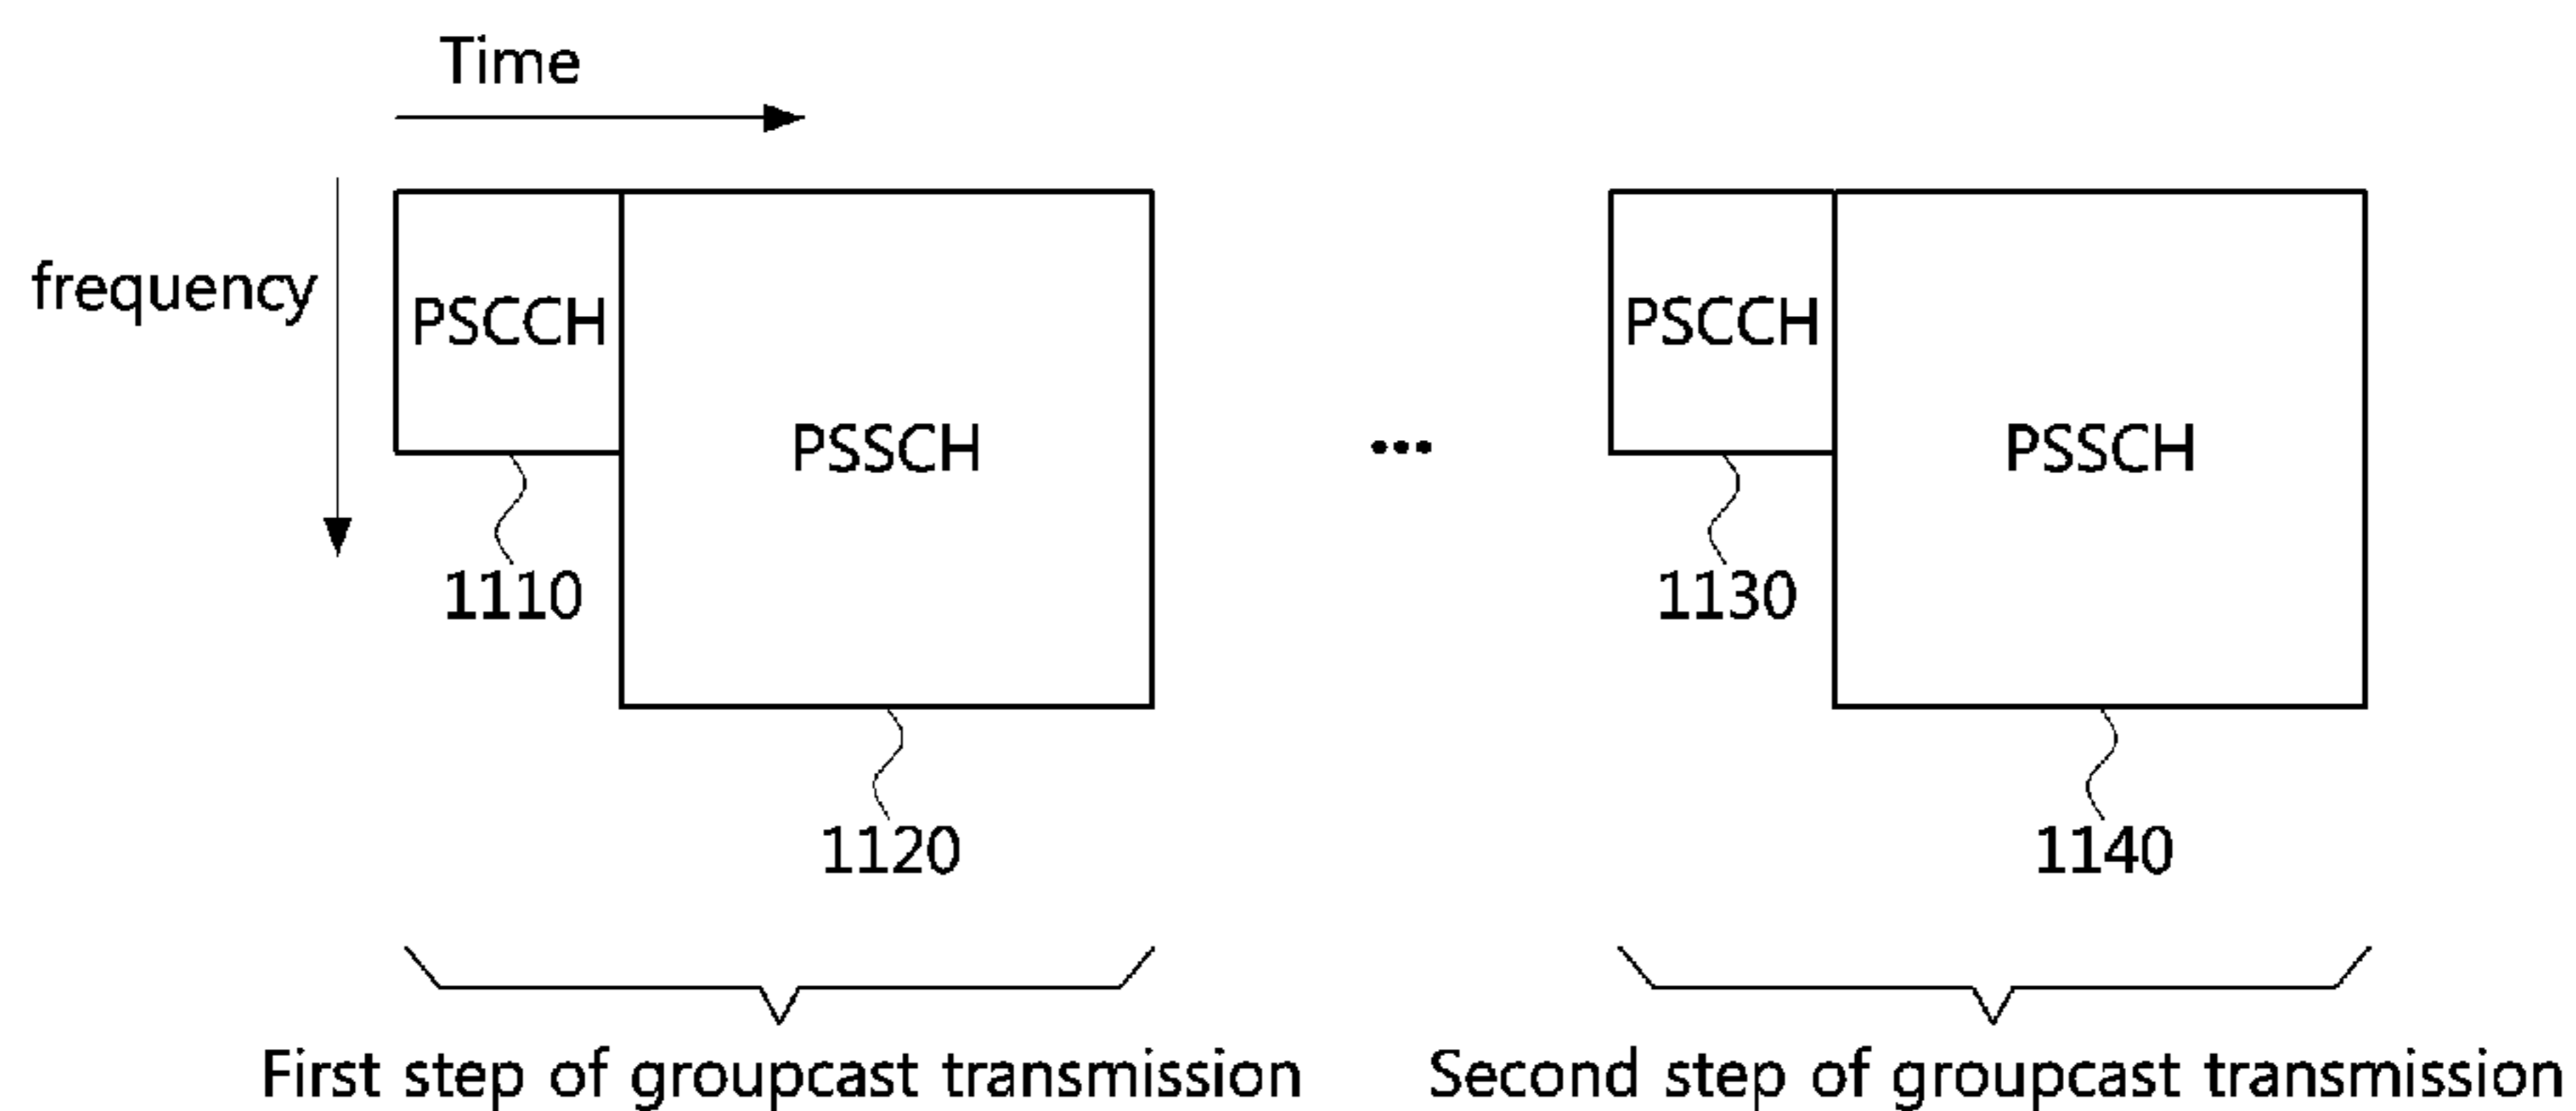 Time
frequency
PSCCH
PSSCH
1110
1120
...
PSCCH
PSSCH
1130
1140
First step of groupcast transmission
Second step of groupcast transmission